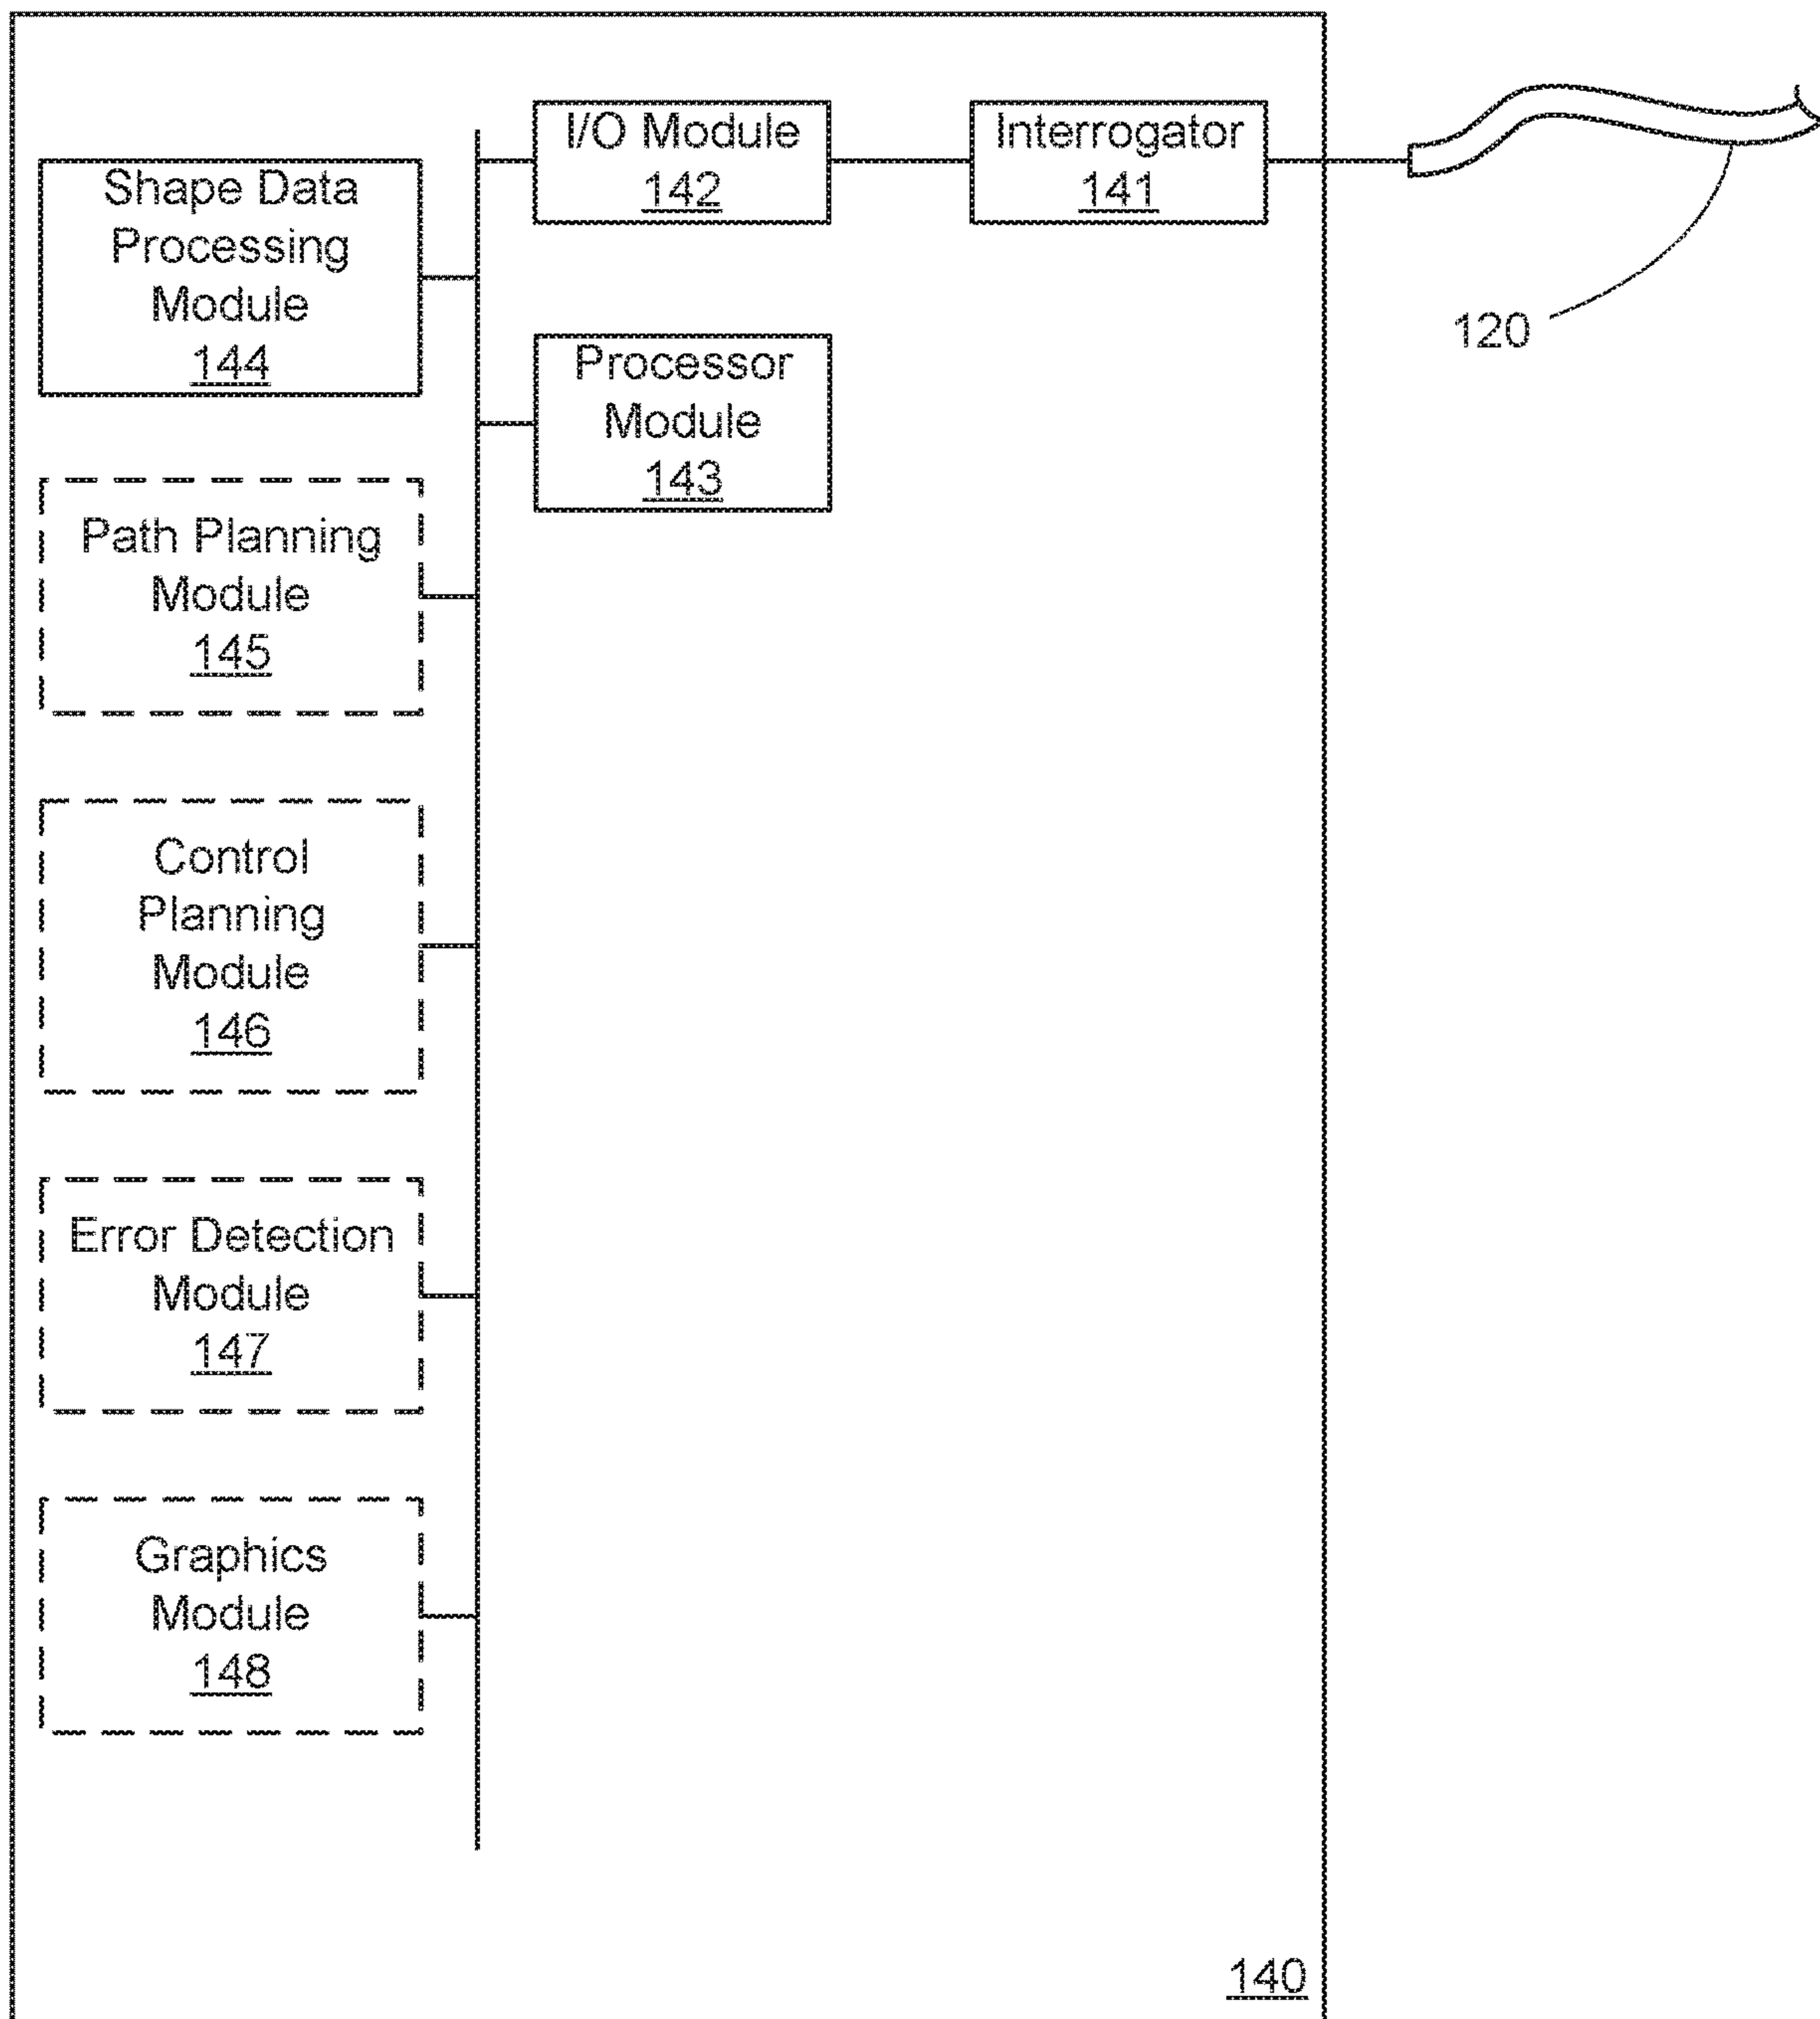 Shape Data
Processing
Module
144
I/O Module
142
Interrogator
141
120
Processor
Module
143
Path Planning
Module
145
Control
Planning
Module
146
Error Detection
Module
147
Graphics
Module
148
140